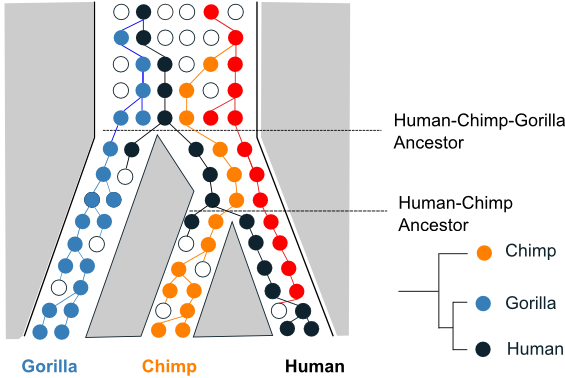 Human-Chimp-Gorilla
Ancestor
Human-Chimp
Ancestor
Chimp
Gorilla
Human
Gorilla
Chimp
Human